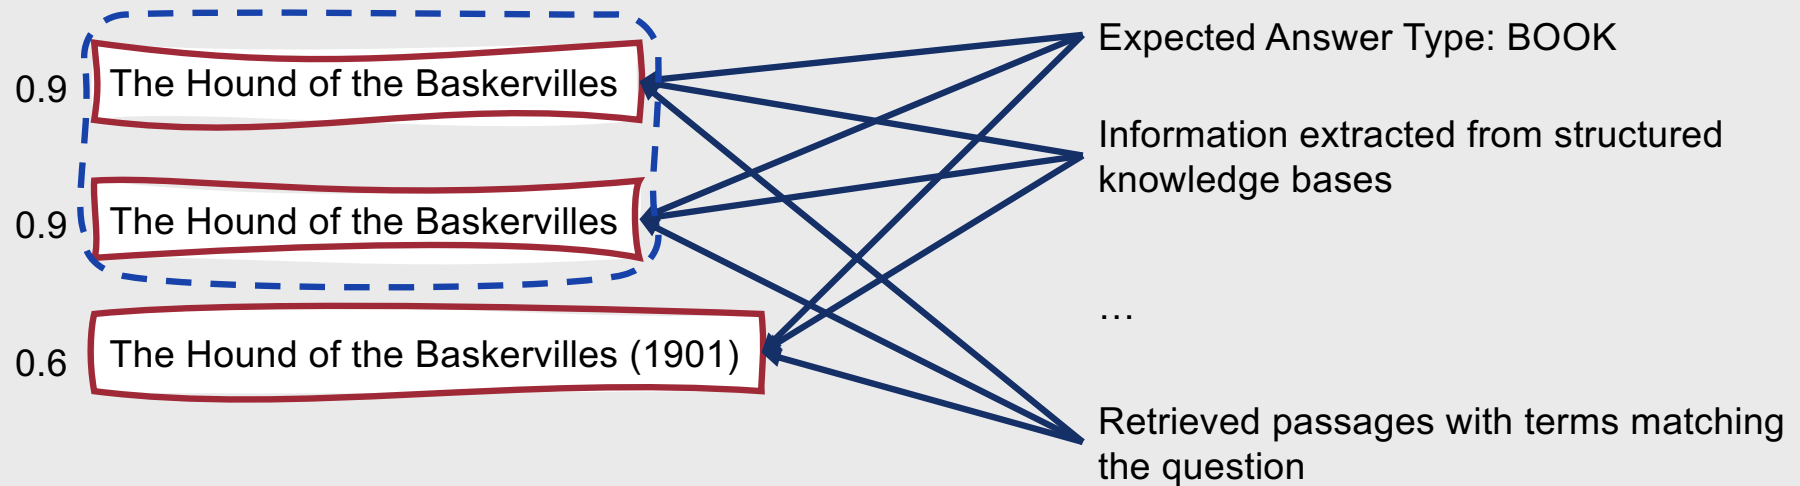 0.9
The Hound of the Baskervilles
0.9
The Hound of the Baskervilles
0.6
The Hound of the Baskervilles (1901)
Expected Answer Type: BOOK
Information extracted from structured
knowledge bases
…
Retrieved passages with terms matching
the question